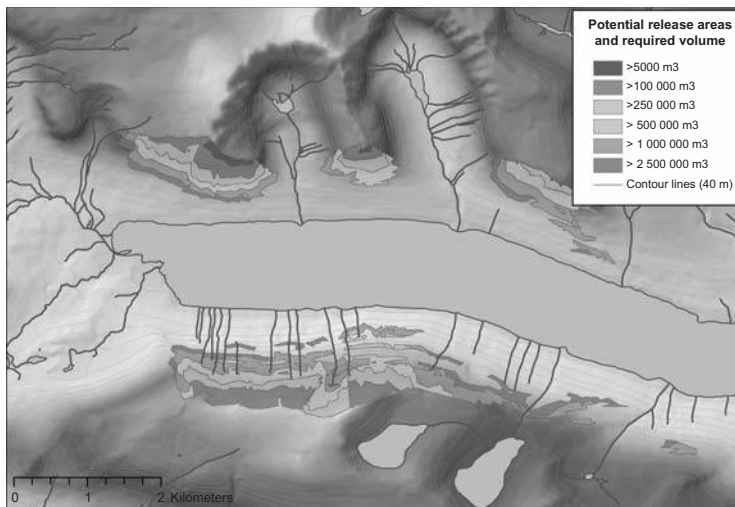 Potential release areas
and required volume
>5000 m3
>100 000 m3
>250 000 m3
> 500 000 m3
> 1 000 000 m3
> 2 500 000 m3
Contour lines (40 m)
0 1 2 Kilometers